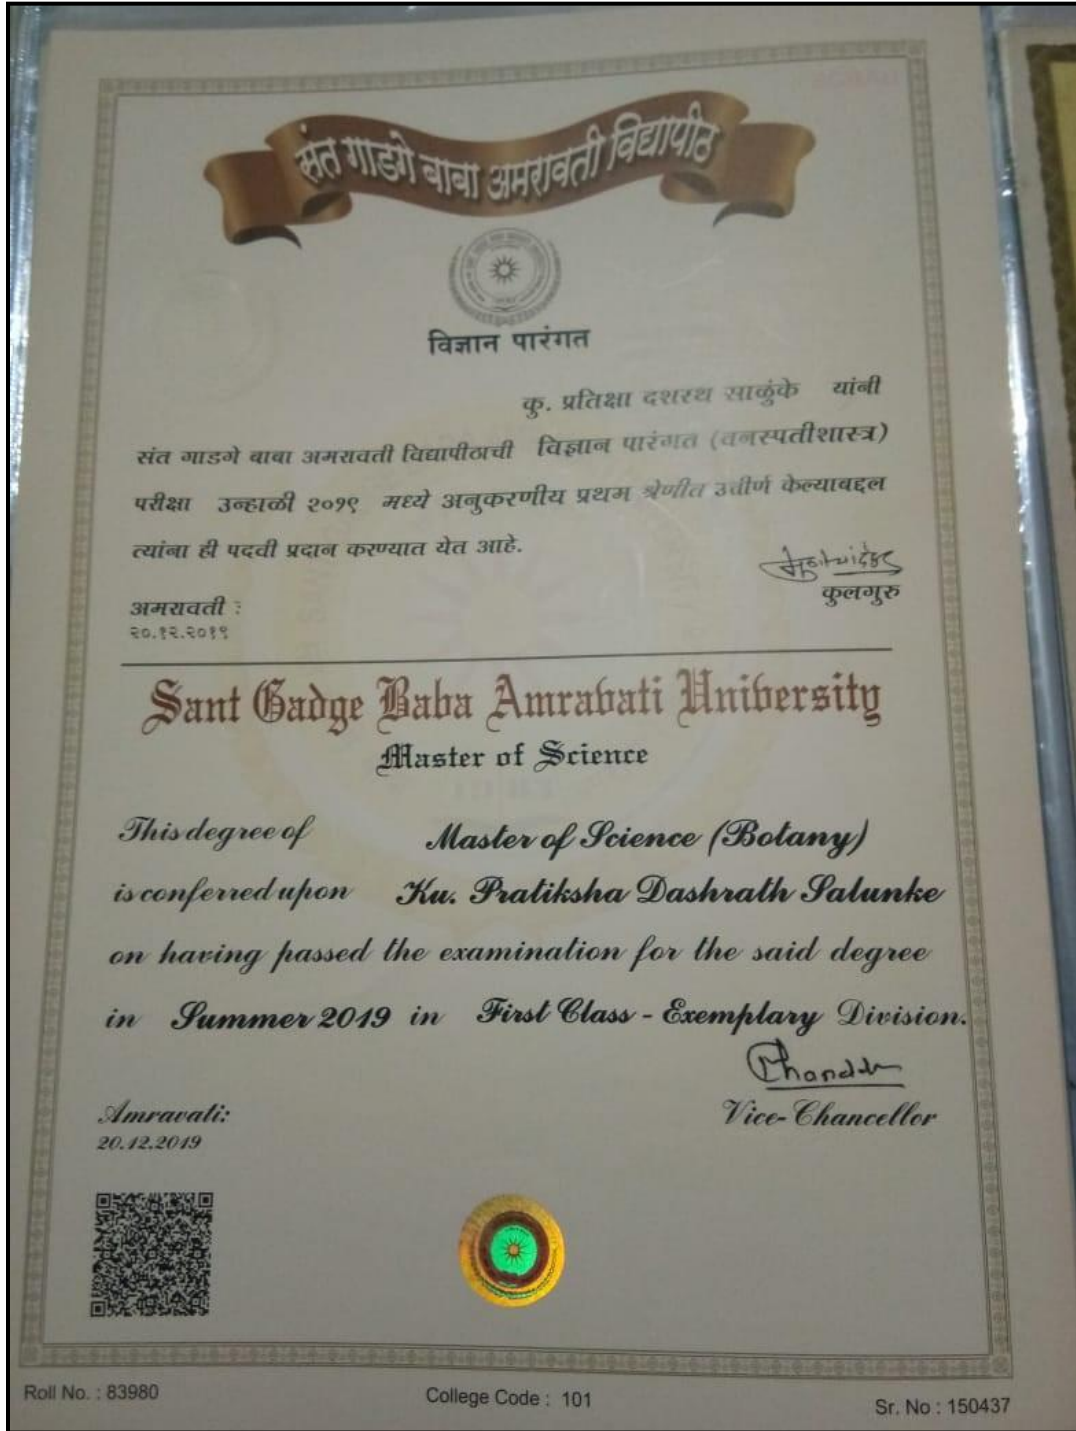 संत गाडगे बाबा अमरावती विद्यापीठ
विज्ञान पारंगत
कु. प्रतिक्षा दशरथ साळुंके यांनी
संत गाडगे बाबा अमरावती विद्यापीठाची विज्ञान पारंगत (वनस्पतीशास्त्र)
परीक्षा उन्हाळी २०१९ मध्ये अनुकरणीय प्रथम श्रेणीत उत्तीर्ण केल्याबद्दल
त्यांना ही पदवी प्रदान करण्यात येत आहे.
कुलगुरु
अमरावती :
२०.१२.२०१९
Sant Gadge Baba Amravati University
Master of Science
This degree of Master of Science (Botany)
is conferred upon Ku. Pratiksha Dashrath Salunke
on having passed the examination for the said degree
in Summer 2019 in First Class - Exemplary Division.
Vice-Chancellor
Amravati:
20.12.2019
Roll No. : 83980
College Code : 101
Sr. No : 150437